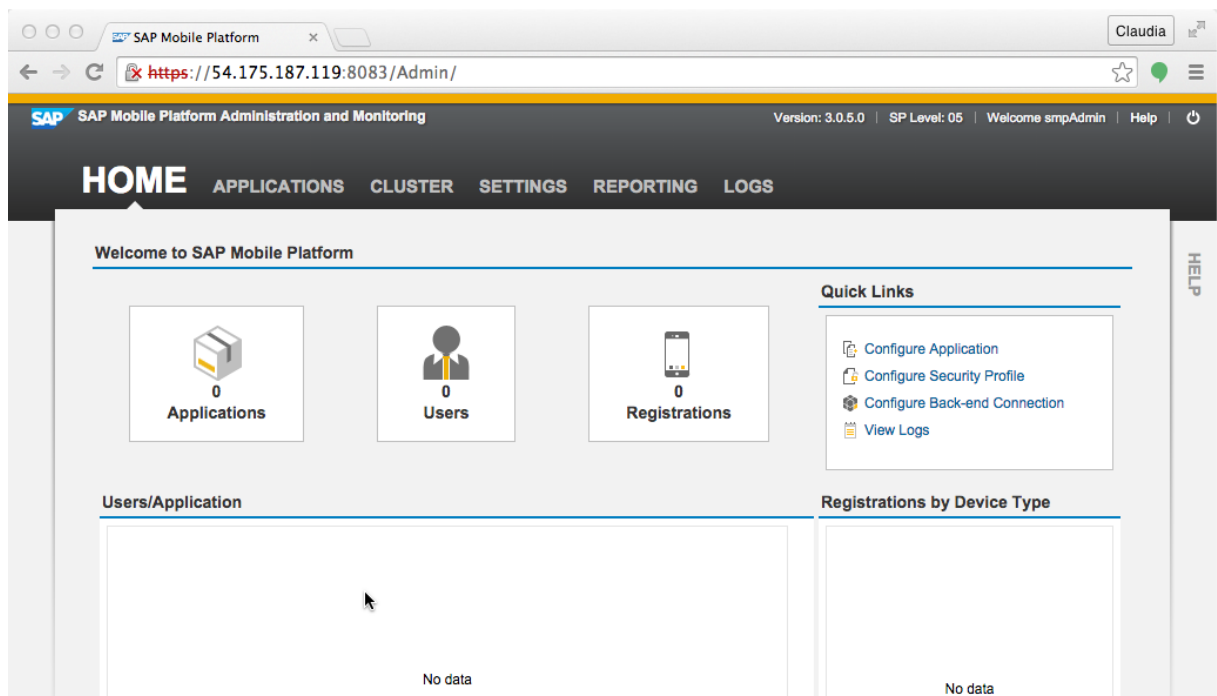 SAP Mobile Platform
Claudia
https://54.175.187.119:8083/Admin/
SAP SAP Mobile Platform Administration and Monitoring
Version: 3.0.5.0 | SP Level: 05 | Welcome smpAdmin | Help
HOME APPLICATIONS CLUSTER SETTINGS REPORTING LOGS
Welcome to SAP Mobile Platform
HELP
0
Applications
0
Users
0
Registrations
Quick Links
Configure Application
Configure Security Profile
Configure Back-end Connection
View Logs
Users/Application
No data
Registrations by Device Type
No data